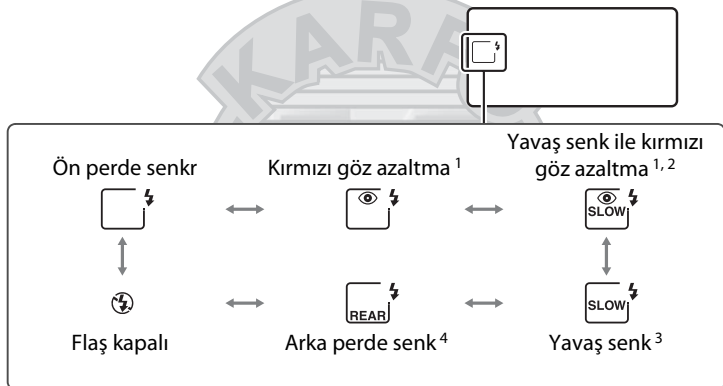 KARF
Yavaş senk ile kırmızı
Ön perde senkr Kırmızı göz azaltma 1 göz azaltma 1, 2
SLOW
REAR SLOW
Flaş kapalı Arka perde senk 4 Yavaş senk 3